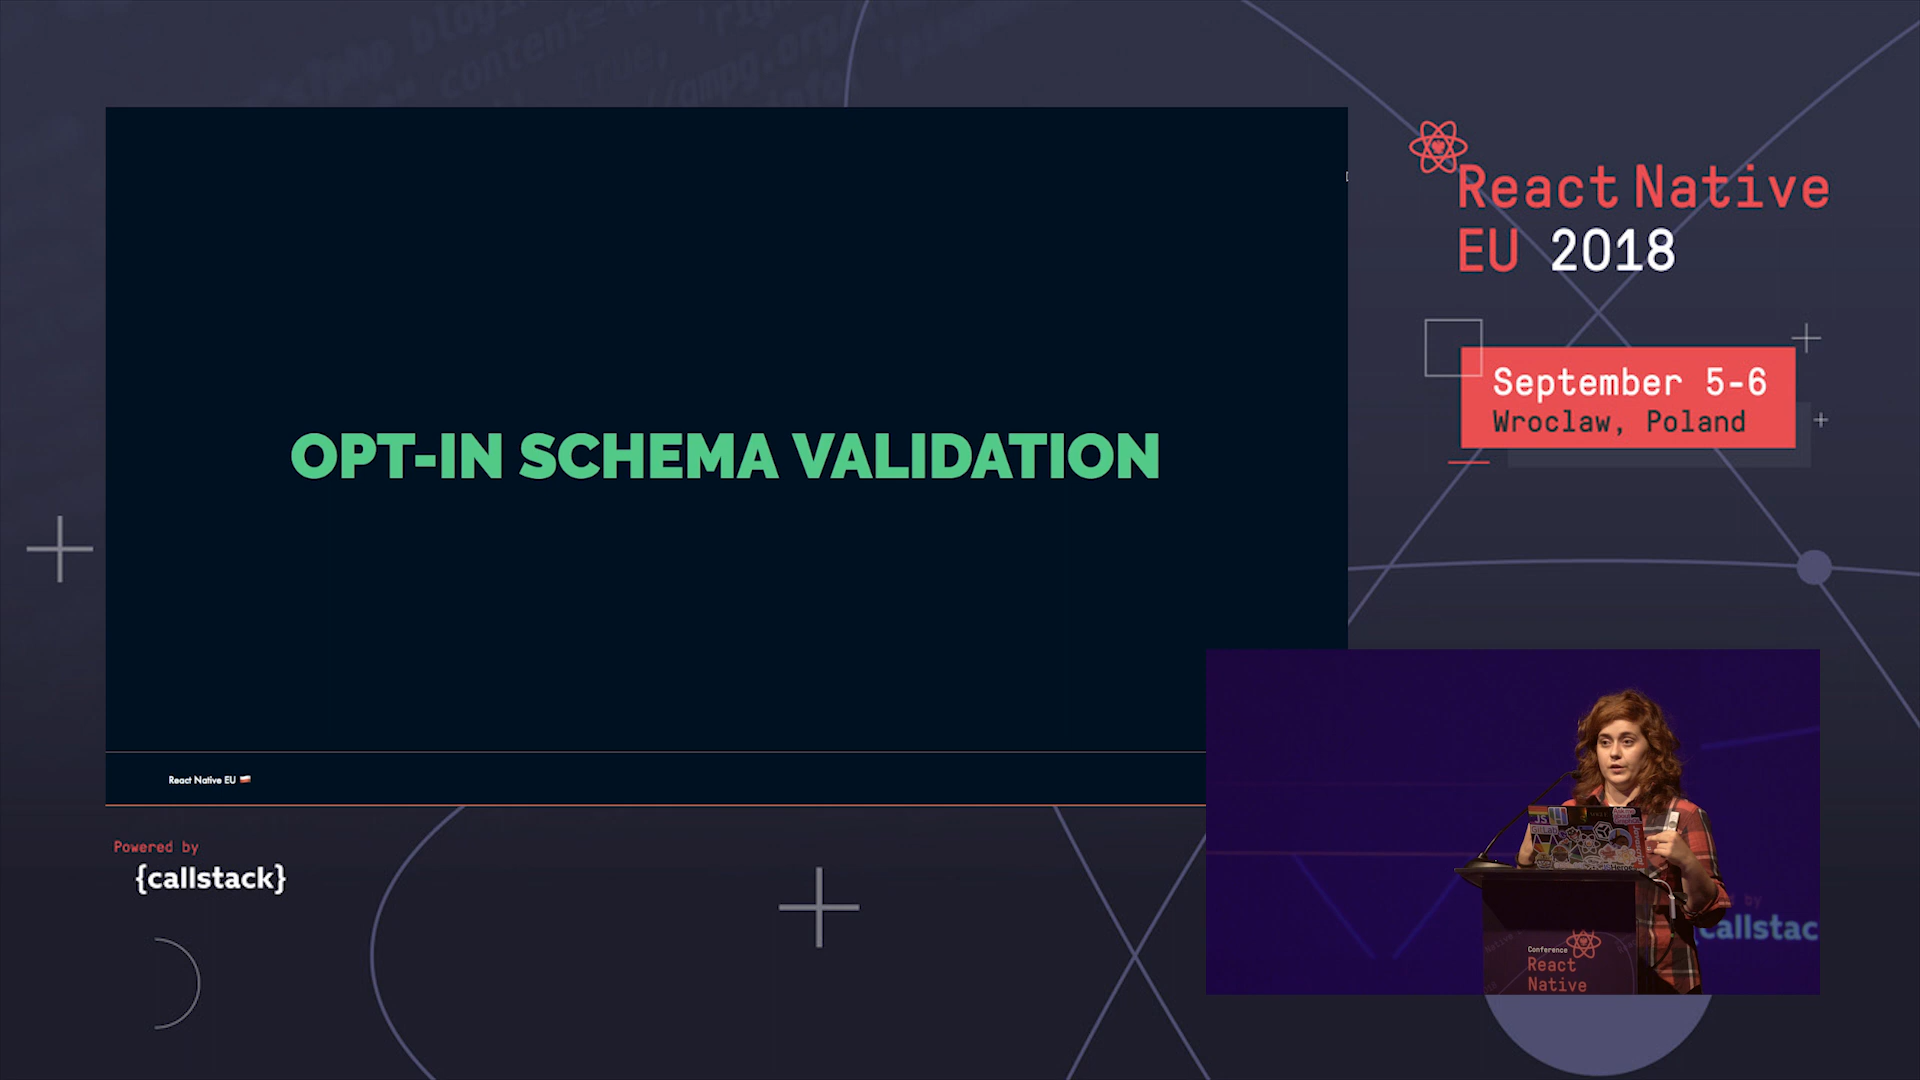 React Native
EU 2018
September 5-6
Wroclaw, Poland
OPT-IN SCHEMA VALIDATION
React Native EU
Powered by
{callstack}
callstac
Conference
React
Native
JS